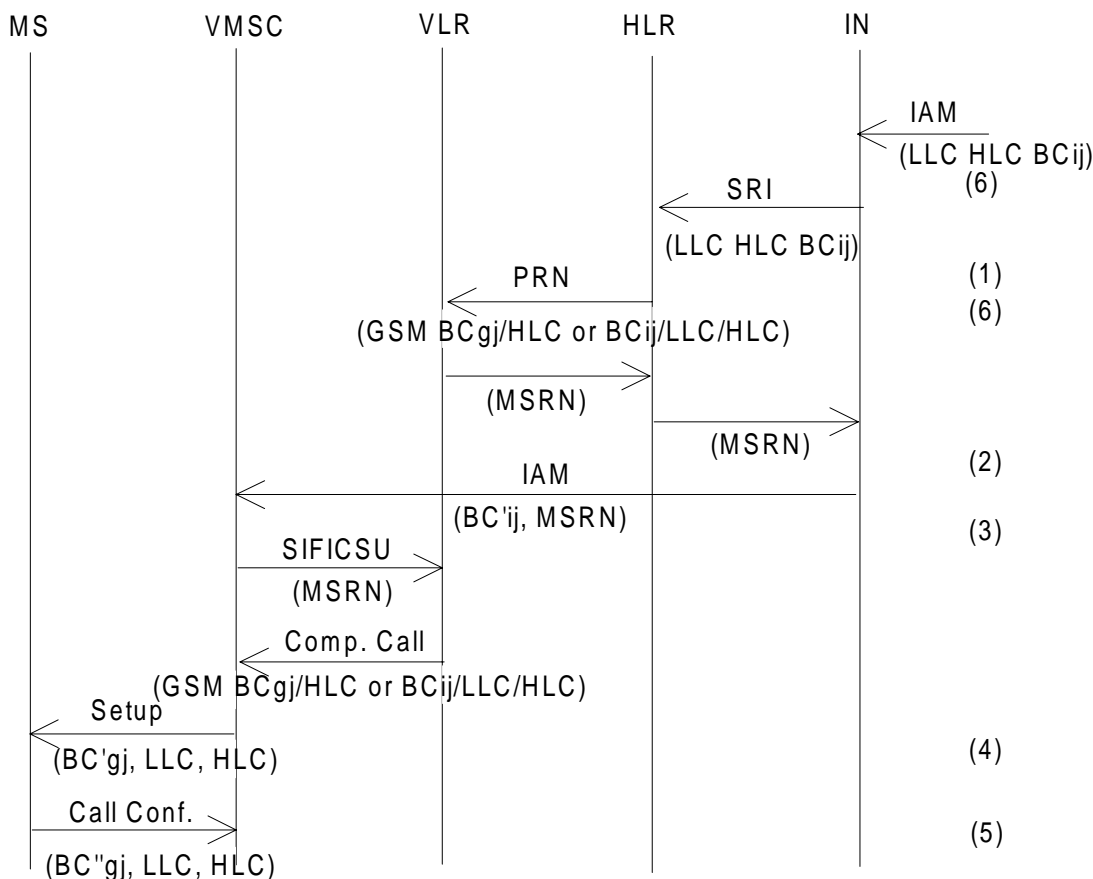 MS VMSC VLR HLR IN
IAM
(LLC HLC BCij)
(6)
SRI
(LLC HLC BCij)
(1)
PRN
(6)
(GSM BCgj/HLC or BCij/LLC/HLC)
(MSRN)
(MSRN)
(2)
IAM
(BC'ij, MSRN)
(3)
SIFICSU
(MSRN)
Comp. Call
(GSM BCgj/HLC or BCij/LLC/HLC)
Setup
(BC'gj, LLC, HLC)
(4)
Call Conf.
(5)
(BC"gj, LLC, HLC)